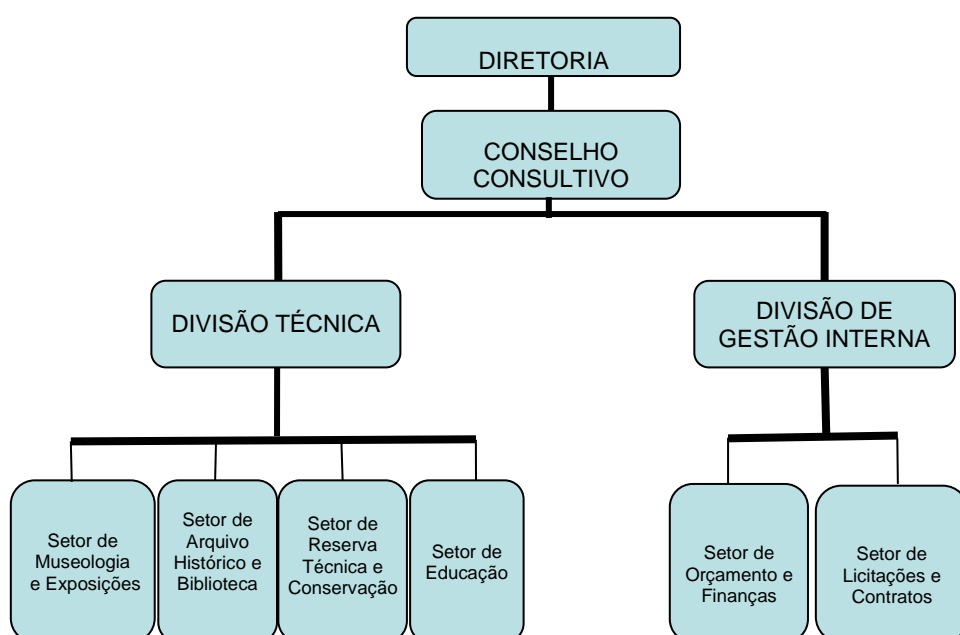 DIRETORIA
CONSELHO
CONSULTIVO
DIVISÃO TÉCNICA
DIVISÃO DE
GESTÃO INTERNA
Setor de
Museologia
e Exposições
Setor de
Arquivo
Histórico e
Biblioteca
Setor de
Reserva
Técnica e
Conservação
Setor de
Educação
Setor de
Orçamento e
Finanças
Setor de
Licitações e
Contratos